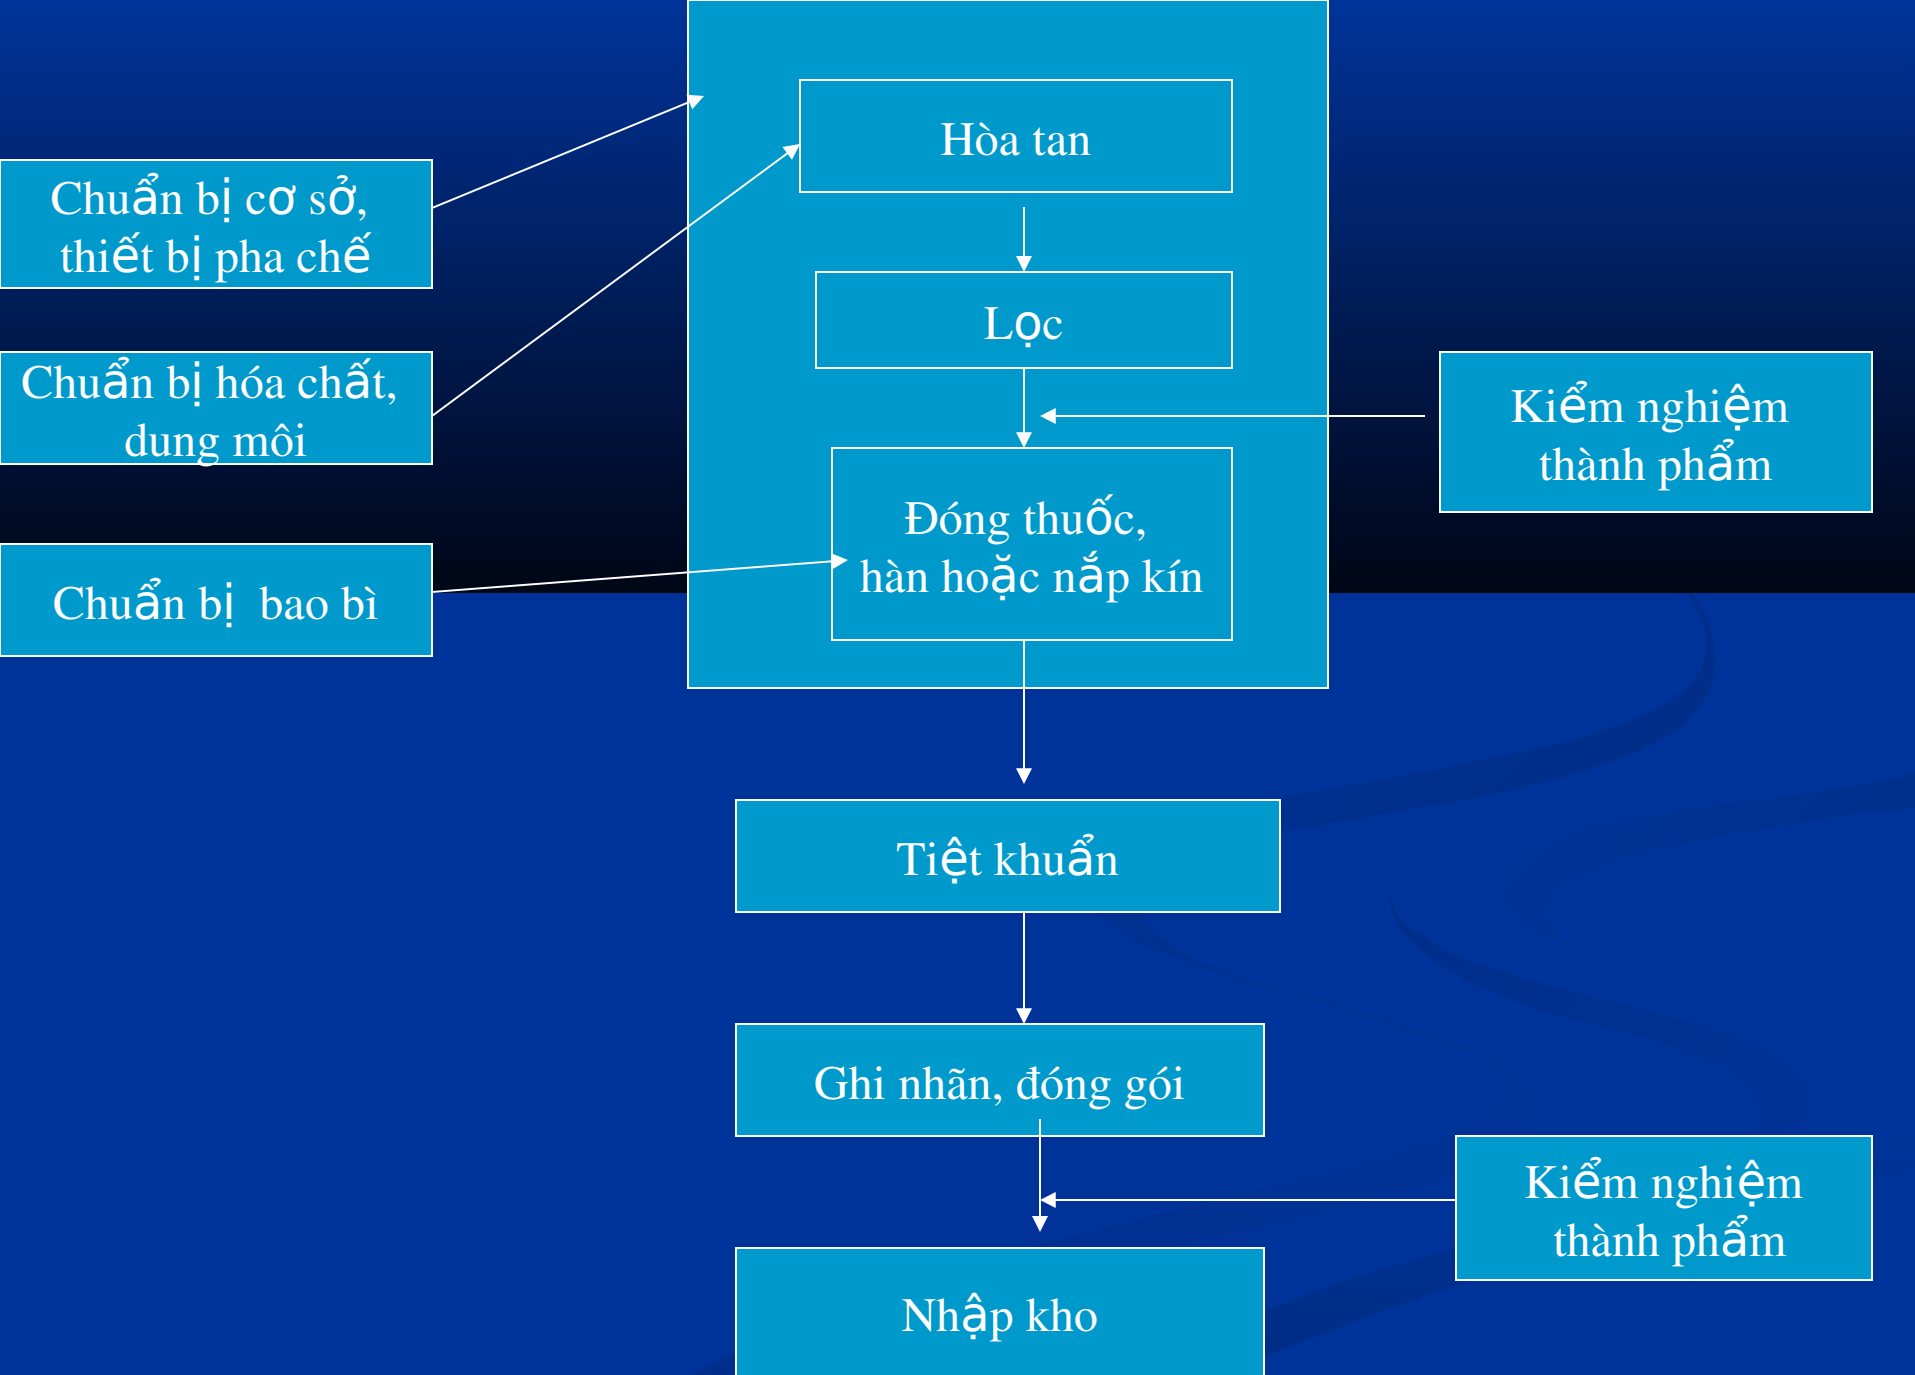 Hòa tan
Chuẩn bị cơ sở,
thiết bị pha chế
Lọc
Chuẩn bị hóa chất,
dung môi
Kiểm nghiệm
thành phẩm
Đóng thuốc,
hàn hoặc nắp kín
Chuẩn bị bao bì
Tiệt khuẩn
Ghi nhãn, đóng gói
Kiểm nghiệm
thành phẩm
Nhập kho